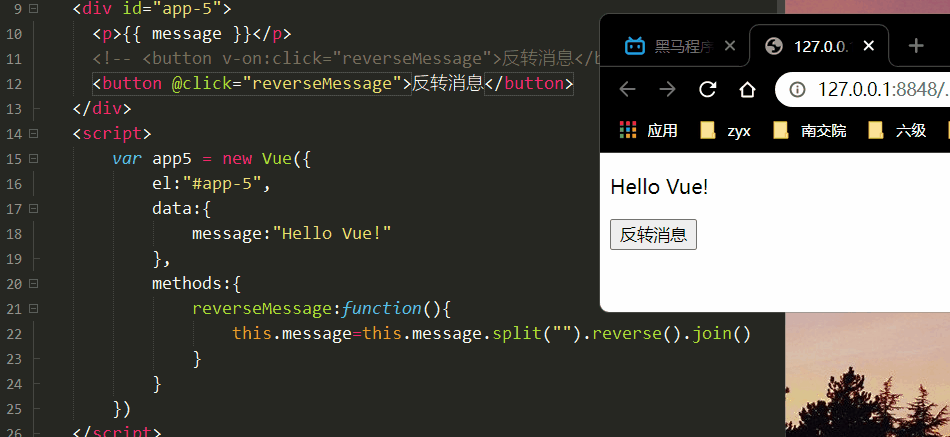 9 <div id="app-5">
10 <p>{{ message }}</p>
11 <!-- <button v-on:click="reverseMessage">反转消息</b
12 <button @click="reverseMessage">反转消息</button>
13 </div>
14 <script>
15 var app5 = new Vue({
16 el:"#app-5",
17 data:{
18 message:"Hello Vue!"
19 },
20 methods:{
21 reverseMessage:function(){
22 this.message=this.message.split("").reverse().join()
23 }
24 }
25 })
26 </script>
黑马程序 127.0.0.
127.0.0.1:8848/.
应用 zyx 南交院 六级
Hello Vue!
反转消息